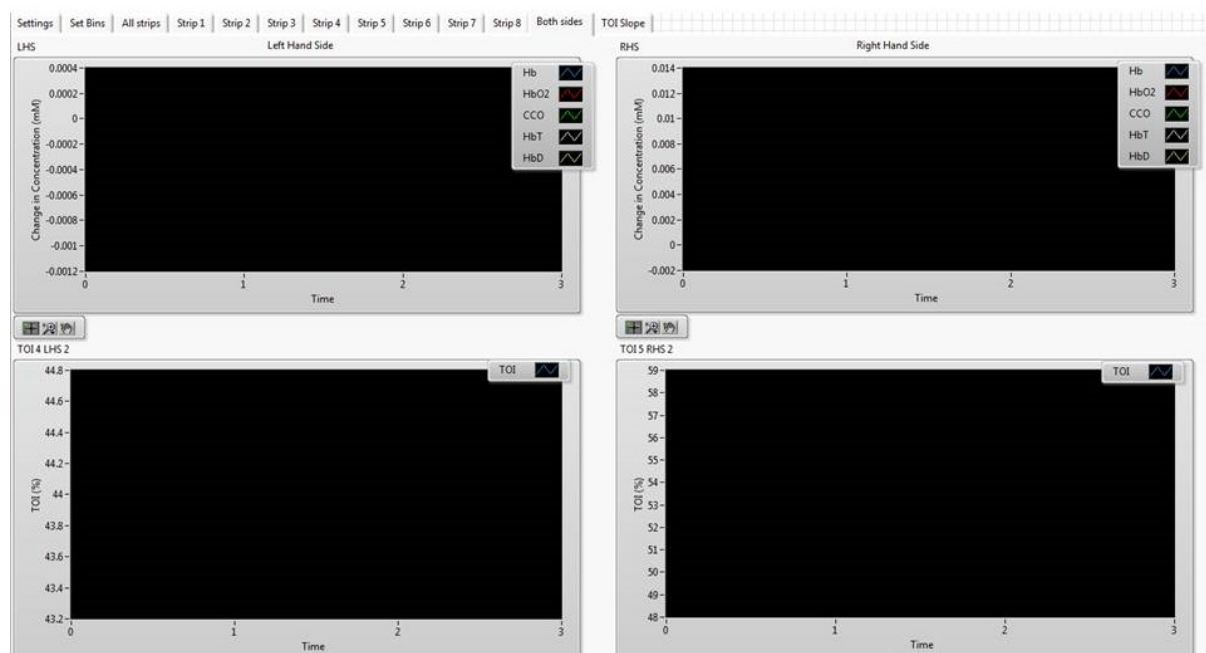 Settings Set Bins All strips Strip 1 Strip 2 Strip 3 Strip 4 Strip 5 Strip 6 Strip 7 Strip 8 Both sides TOI Slope
LHS
Left Hand Side
0.0004
0.0002
0
-0.0002
-0.0004
-0.0006
-0.0008
-0.001
-0.0012
Change in Concentration (mM)
0 1 2 3
Time
Hb
HbO2
CCO
HbT
HbD
RHS
Right Hand Side
0.014
0.012
0.01
0.008
0.006
0.004
0.002
0
-0.002
Change in Concentration (mM)
0 1 2 3
Time
Hb
HbO2
CCO
HbT
HbD
TOI 4 LHS 2
44.8
44.6
44.4
44.2
44
43.8
43.6
43.4
43.2
TOI (%)
0 1 2 3
Time
TOI
TOI 5 RHS 2
59
58
57
56
55
54
53
52
51
50
49
48
TOI (%)
0 1 2 3
Time
TOI